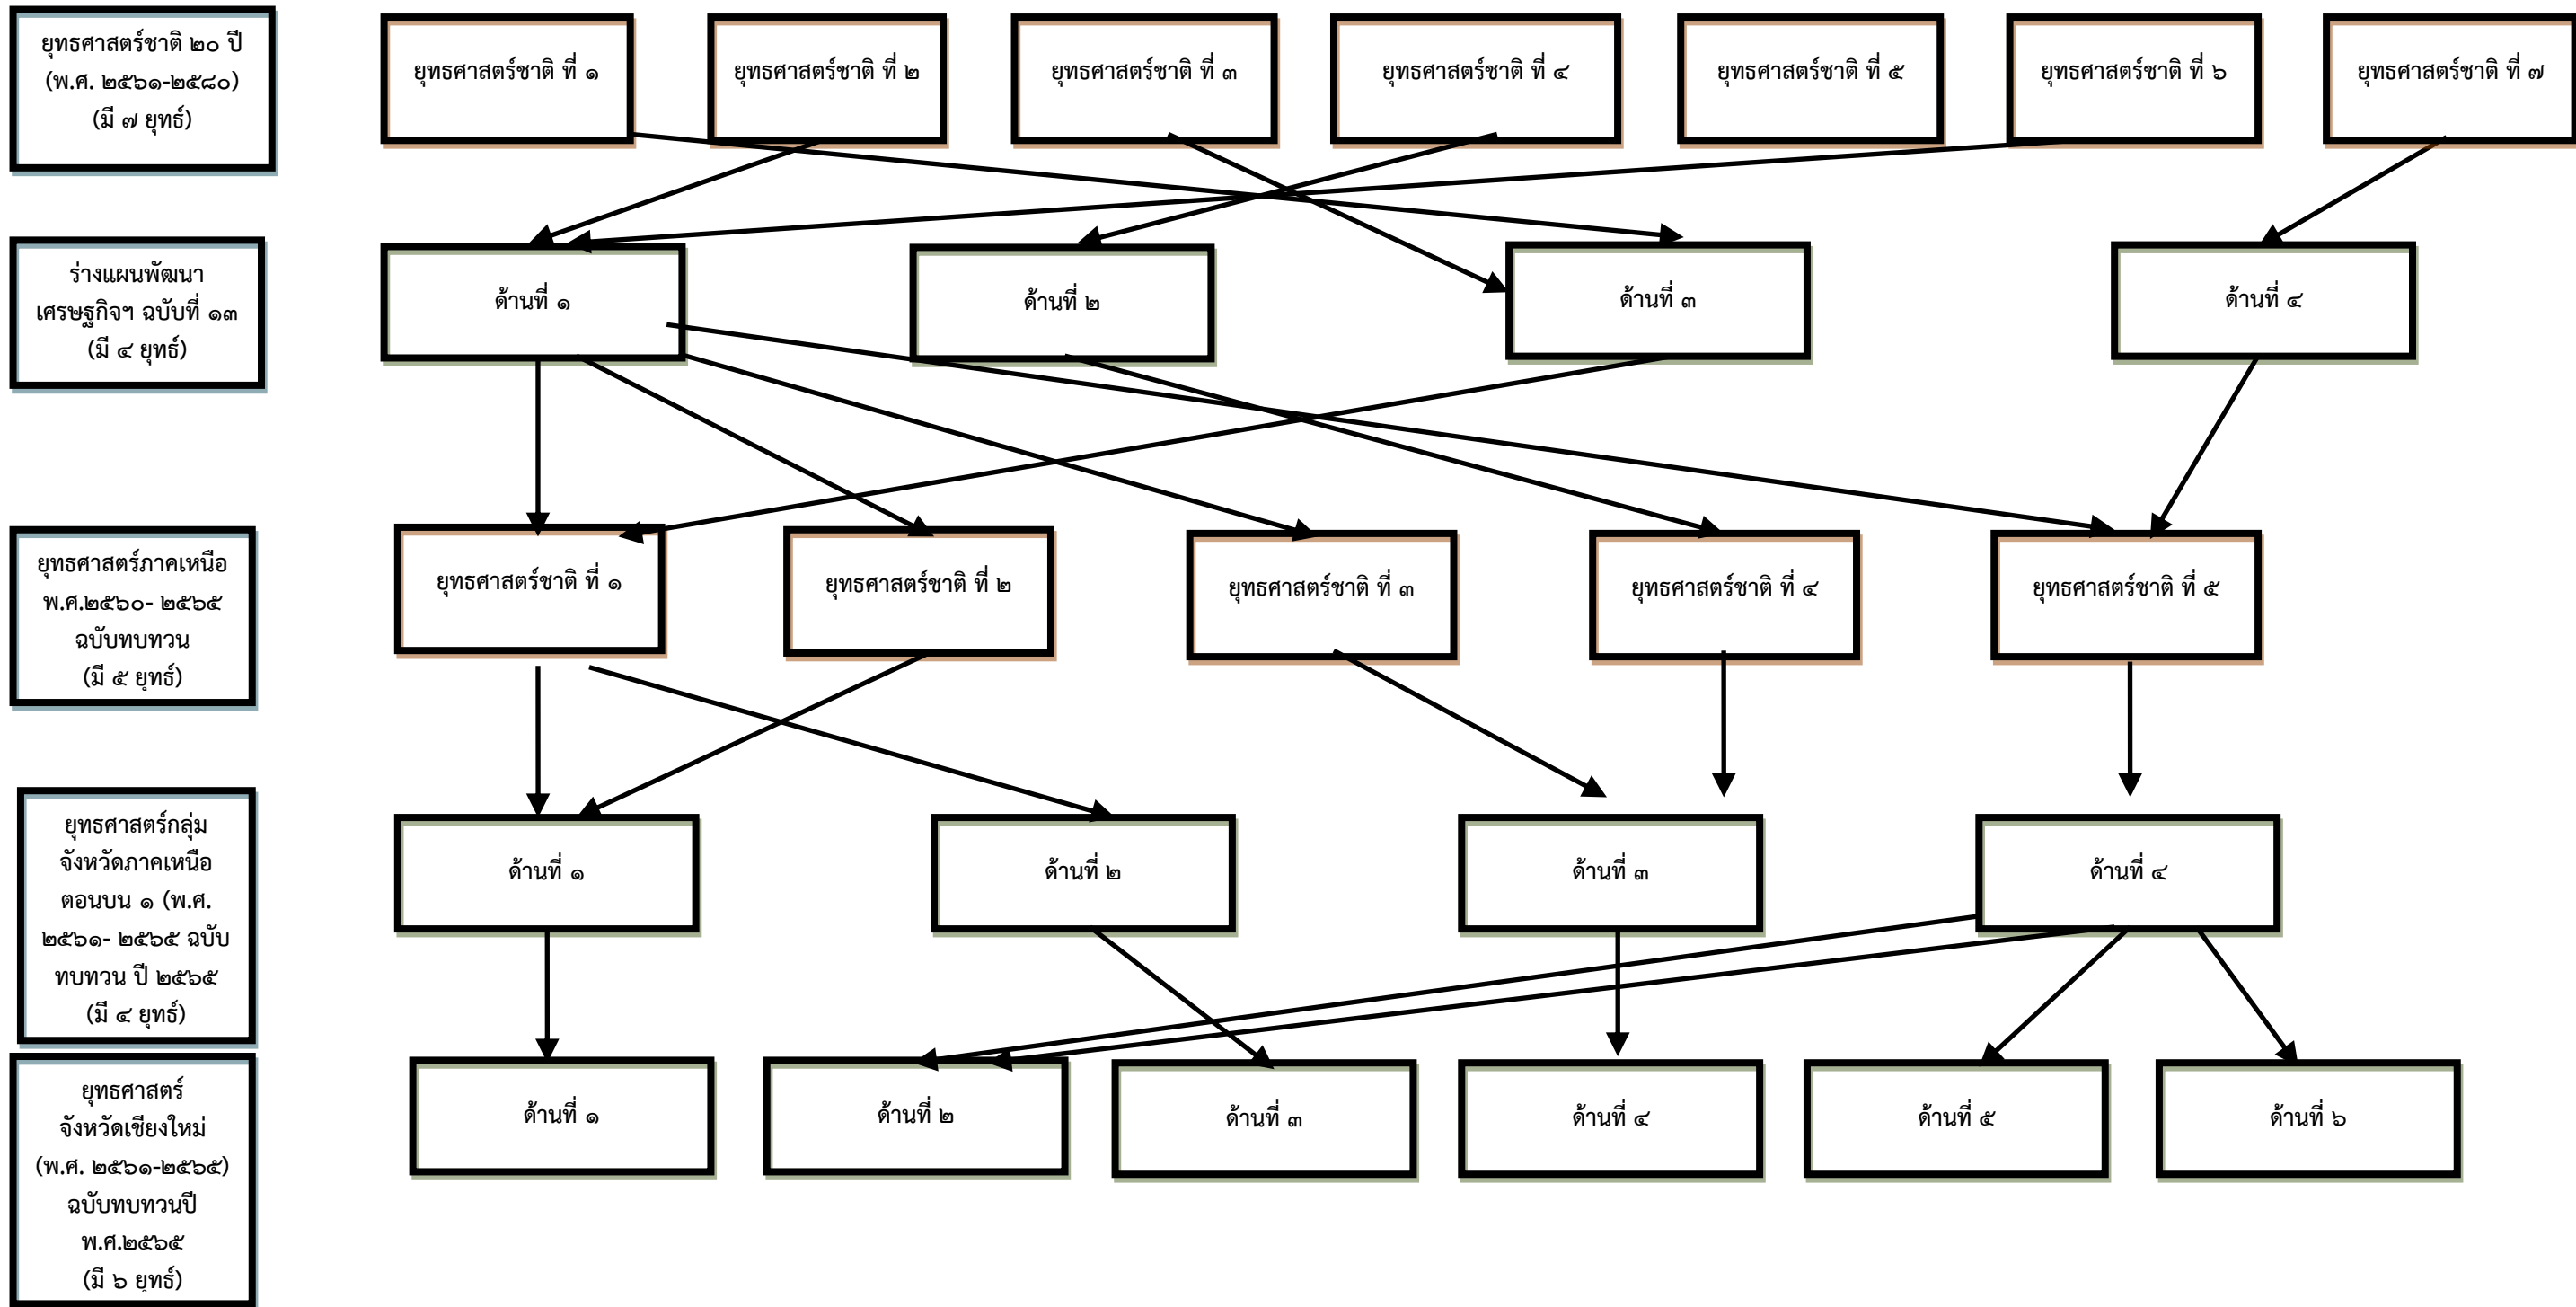 ยุทธศาสตร์ชาติ ๒๐ ปี
(พ.ศ. ๒๕๖๑-๒๕๘๐)
(มี ๗ ยุทธ์)
ยุทธศาสตร์ชาติ ที่ ๑
ยุทธศาสตร์ชาติ ที่ ๒
ยุทธศาสตร์ชาติ ที่ ๓
ยุทธศาสตร์ชาติ ที่ ๔
ยุทธศาสตร์ชาติ ที่ ๕
ยุทธศาสตร์ชาติ ที่ ๖
ยุทธศาสตร์ชาติ ที่ ๗
ร่างแผนพัฒนา
เศรษฐกิจฯ ฉบับที่ ๑๓
(มี ๔ ยุทธ์)
ด้านที่ ๑
ด้านที่ ๒
ด้านที่ ๓
ด้านที่ ๔
ยุทธศาสตร์ภาคเหนือ
พ.ศ.๒๕๖๐- ๒๕๖๕
ฉบับทบทวน
(มี ๕ ยุทธ์)
ยุทธศาสตร์ชาติ ที่ ๑
ยุทธศาสตร์ชาติ ที่ ๒
ยุทธศาสตร์ชาติ ที่ ๓
ยุทธศาสตร์ชาติ ที่ ๔
ยุทธศาสตร์ชาติ ที่ ๕
ยุทธศาสตร์กลุ่ม
จังหวัดภาคเหนือ
ตอนบน ๑ (พ.ศ.
๒๕๖๑- ๒๕๖๕ ฉบับ
ทบทวน ปี ๒๕๖๕
(มี ๔ ยุทธ์)
ด้านที่ ๑
ด้านที่ ๒
ด้านที่ ๓
ด้านที่ ๔
ยุทธศาสตร์
จังหวัดเชียงใหม่
(พ.ศ. ๒๕๖๑-๒๕๖๕)
ฉบับทบทวนปี
พ.ศ.๒๕๖๕
(มี ๖ ยุทธ์)
ด้านที่ ๑
ด้านที่ ๒
ด้านที่ ๓
ด้านที่ ๔
ด้านที่ ๕
ด้านที่ ๖